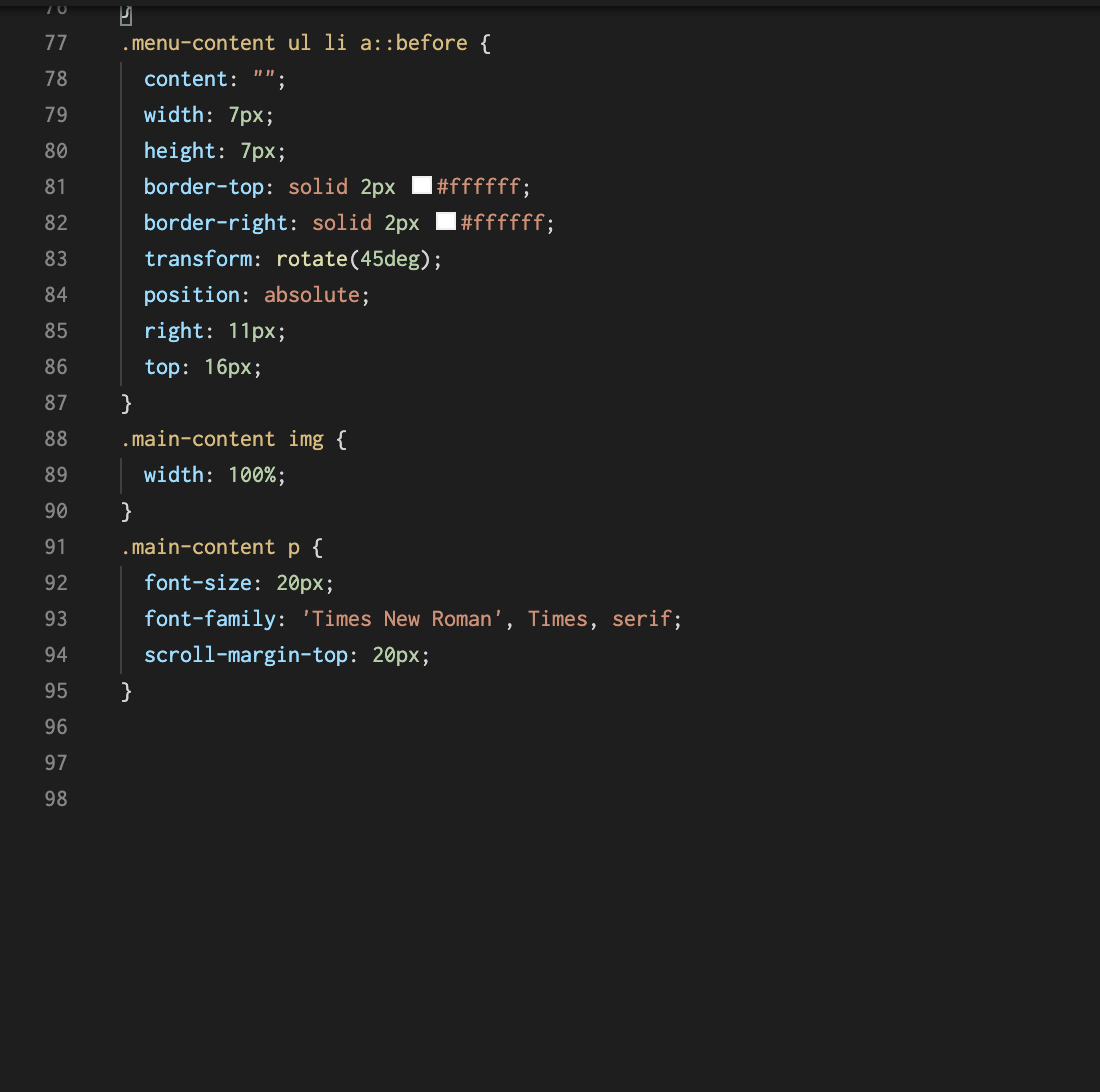 76 }
77 .menu-content ul li a::before {
78 content: "";
79 width: 7px;
80 height: 7px;
81 border-top: solid 2px #ffffff;
82 border-right: solid 2px #ffffff;
83 transform: rotate(45deg);
84 position: absolute;
85 right: 11px;
86 top: 16px;
87 }
88 .main-content img {
89 width: 100%;
90 }
91 .main-content p {
92 font-size: 20px;
93 font-family: 'Times New Roman', Times, serif;
94 scroll-margin-top: 20px;
95 }
96
97
98